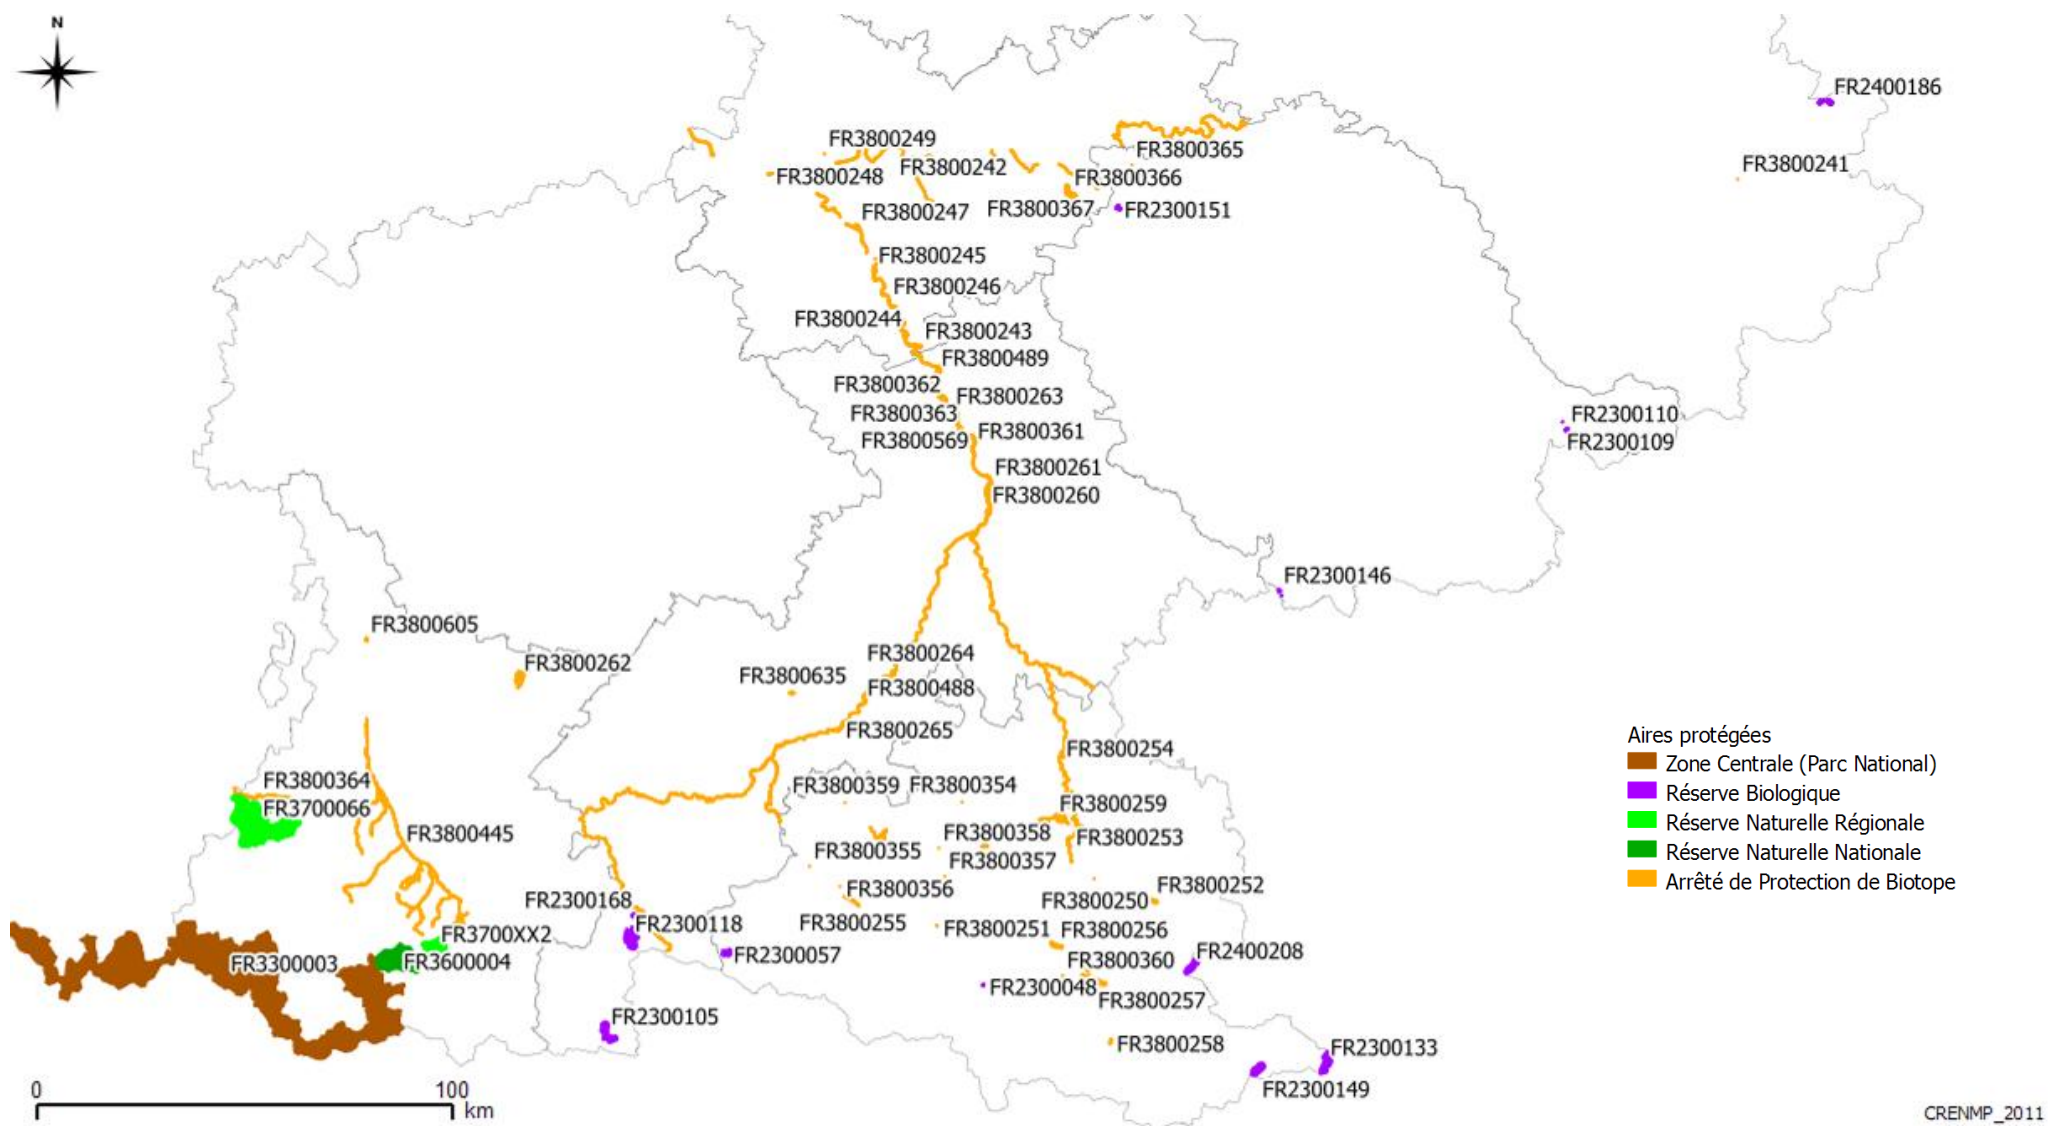 N
FR2400186
FR3800249
FR3800365
FR3800241
FR3800242
FR3800248
FR3800366
FR3800247
FR3800367
FR2300151
FR3800245
FR3800246
FR3800244
FR3800243
FR3800489
FR3800362
FR3800263
FR3800363
FR2300110
FR3800361
FR3800569
FR2300109
FR3800261
FR3800260
FR2300146
FR3800605
FR3800264
FR3800262
FR3800635
FR3800488
FR3800265
FR3800254
FR3800364
FR3800359
FR3800354
FR3700066
FR3800259
FR3800445
FR3800358
FR3800253
FR3800355
FR3800357
FR3800356
FR3800252
FR2300168
FR3800250
FR2300118
FR3800255
FR3800251
FR3800256
FR3700XX2
FR2300057
FR2400208
FR3300003
FR3600004
FR3800360
FR2300048
FR3800257
FR2300105
FR3800258
FR2300133
FR2300149
Aires protégées
Zone Centrale (Parc National)
Réserve Biologique
Réserve Naturelle Régionale
Réserve Naturelle Nationale
Arrêté de Protection de Biotope
0
100
km
CRENMP_2011